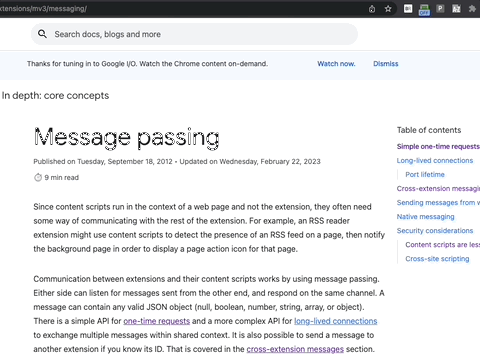 xtensions/mv3/messaging/
OFF
Search docs, blogs and more
Thanks for tuning in to Google I/O. Watch the Chrome content on-demand. Watch now. Dismiss
In depth: core concepts
Message passing
Published on Tuesday, September 18, 2012 • Updated on Wednesday, February 22, 2023
9 min read
Since content scripts run in the context of a web page and not the extension, they often need
some way of communicating with the rest of the extension. For example, an RSS reader
extension might use content scripts to detect the presence of an RSS feed on a page, then notify
the background page in order to display a page action icon for that page.
Communication between extensions and their content scripts works by using message passing.
Either side can listen for messages sent from the other end, and respond on the same channel. A
message can contain any valid JSON object (null, boolean, number, string, array, or object).
There is a simple API for one-time requests and a more complex API for long-lived connections
to exchange multiple messages within shared context. It is also possible to send a message to
another extension if you know its ID. That is covered in the cross-extension messages section.
Table of contents
Simple one-time requests
Long-lived connections
Port lifetime
Cross-extension messagin
Sending messages from w
Native messaging
Security considerations
Content scripts are less
Cross-site scripting